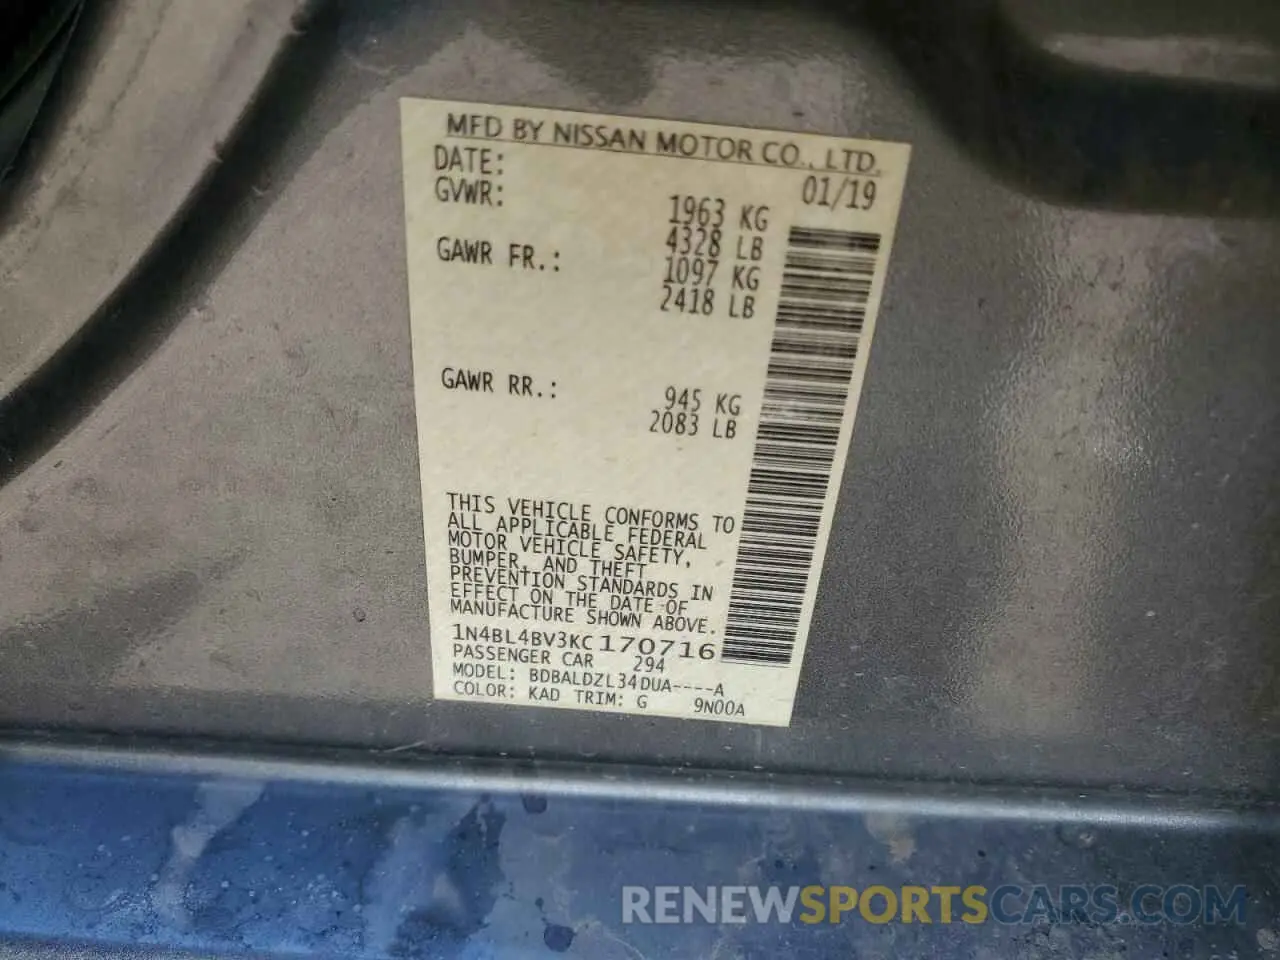 MFD BY NISSAN MOTOR CO., LTD.
DATE: 01/19
GVWR: 1963 KG
4328 LB
GAWR FR.: 1097 KG
2418 LB
GAWR RR.: 945 KG
2083 LB
THIS VEHICLE CONFORMS TO
ALL APPLICABLE FEDERAL
MOTOR VEHICLE SAFETY,
BUMPER, AND THEFT
PREVENTION STANDARDS IN
EFFECT ON THE DATE OF
MANUFACTURE SHOWN ABOVE.
1N4BL4BV3KC170716
PASSENGER CAR 294
MODEL: BDBALDZL34DUA----A
COLOR: KAD TRIM: G 9N00A
RENEWSPORTSCARS.COM